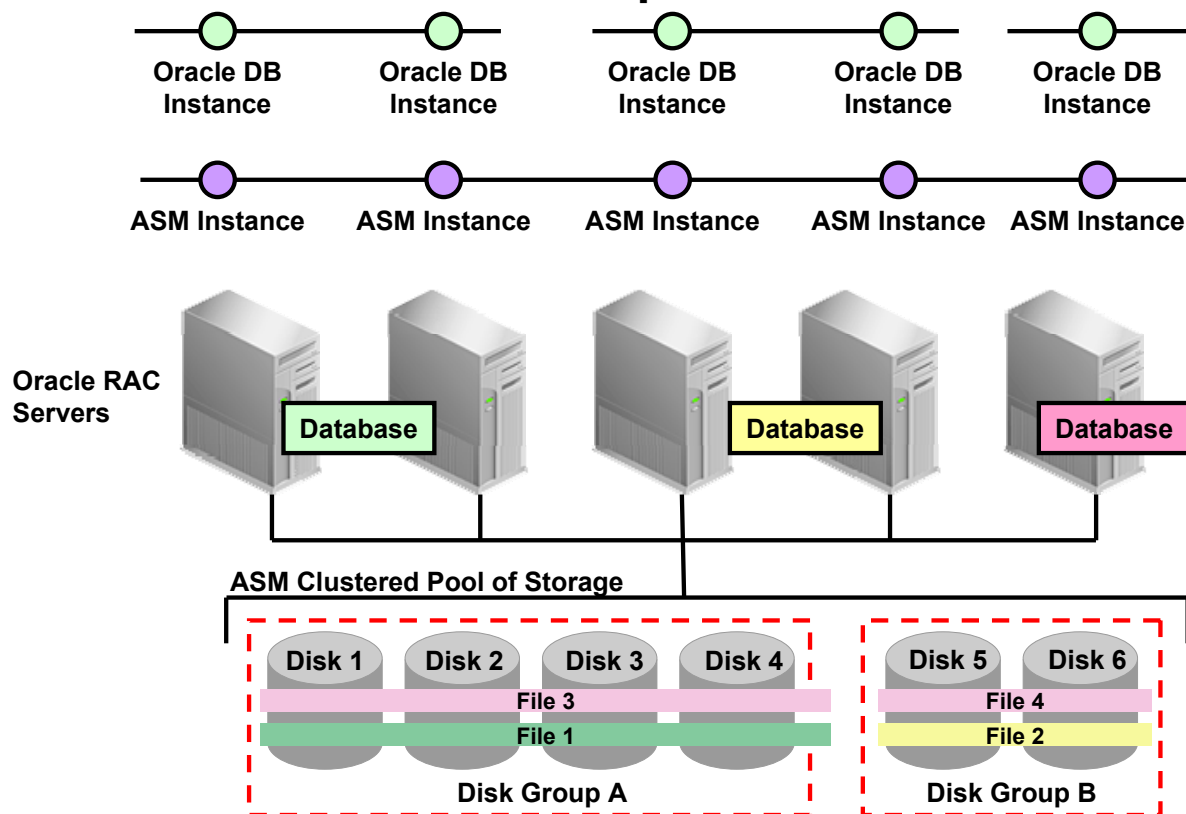 Oracle DB
Instance
Oracle DB
Instance
Oracle DB
Instance
Oracle DB
Instance
Oracle DB
Instance
ASM Instance
ASM Instance
ASM Instance
ASM Instance
ASM Instance
Oracle RAC
Servers
Database
Database
Database
ASM Clustered Pool of Storage
Disk 1
Disk 2
Disk 3
Disk 4
Disk 5
Disk 6
File 3
File 4
File 1
File 2
Disk Group A
Disk Group B